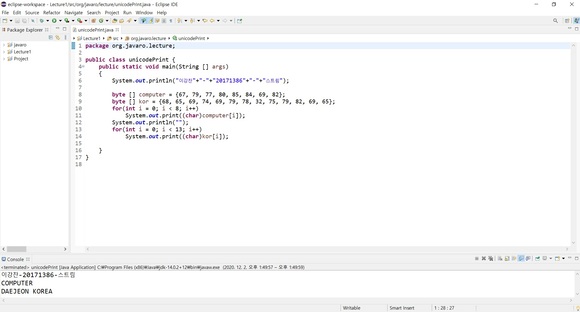 eclipse-workspace - Lecture1/src/org/javaro/lecture/unicodePrint.java - Eclipse IDE
File Edit Source Refactor Navigate Search Project Run Window Help
Package Explorer
unicodePrint.java
javaro
Lecture1
Project
Lecture1 src org.javaro.lecture unicodePrint
1 package org.javaro.lecture;
2
3 public class unicodePrint {
4 public static void main(String [] args)
5 {
6 System.out.println("이강찬"+"-"+"20171386"+"-"+"스트림");
7
8 byte [] computer = {67, 79, 77, 80, 85, 84, 69, 82};
9 byte [] kor = {68, 65, 69, 74, 69, 79, 78, 32, 75, 79, 82, 69, 65};
10 for(int i = 0; i < 8; i++)
11 System.out.print((char)computer[i]);
12 System.out.println("");
13 for(int i = 0; i < 13; i++)
14 System.out.print((char)kor[i]);
15
16 }
17 }
18
Console
<terminated> unicodePrint [Java Application] C:\Program Files (x86)\Java\jdk-14.0.2+12\bin\javaw.exe (2020. 12. 2. 오후 1:49:57 – 오후 1:49:59)
이강찬-20171386-스트림
COMPUTER
DAEJEON KOREA
Writable Smart Insert 1 : 28 : 27